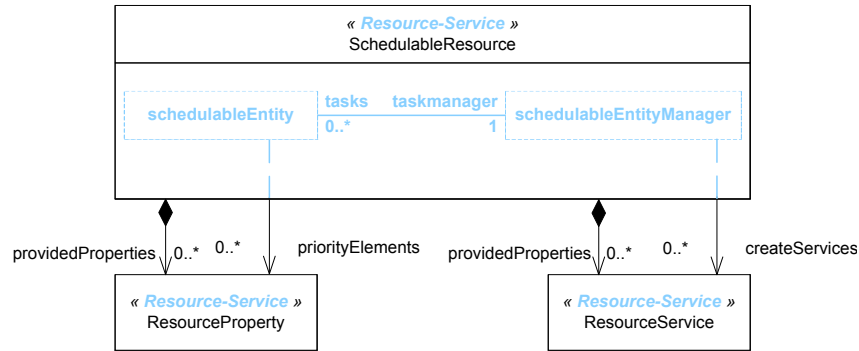 « Resource-Service »
SchedulableResource
tasks taskmanager
schedulableEntity schedulableEntityManager
0..* 1
providedProperties 0..* 0..* priorityElements providedProperties 0..* 0..* createServices
« Resource-Service » « Resource-Service »
ResourceProperty ResourceService